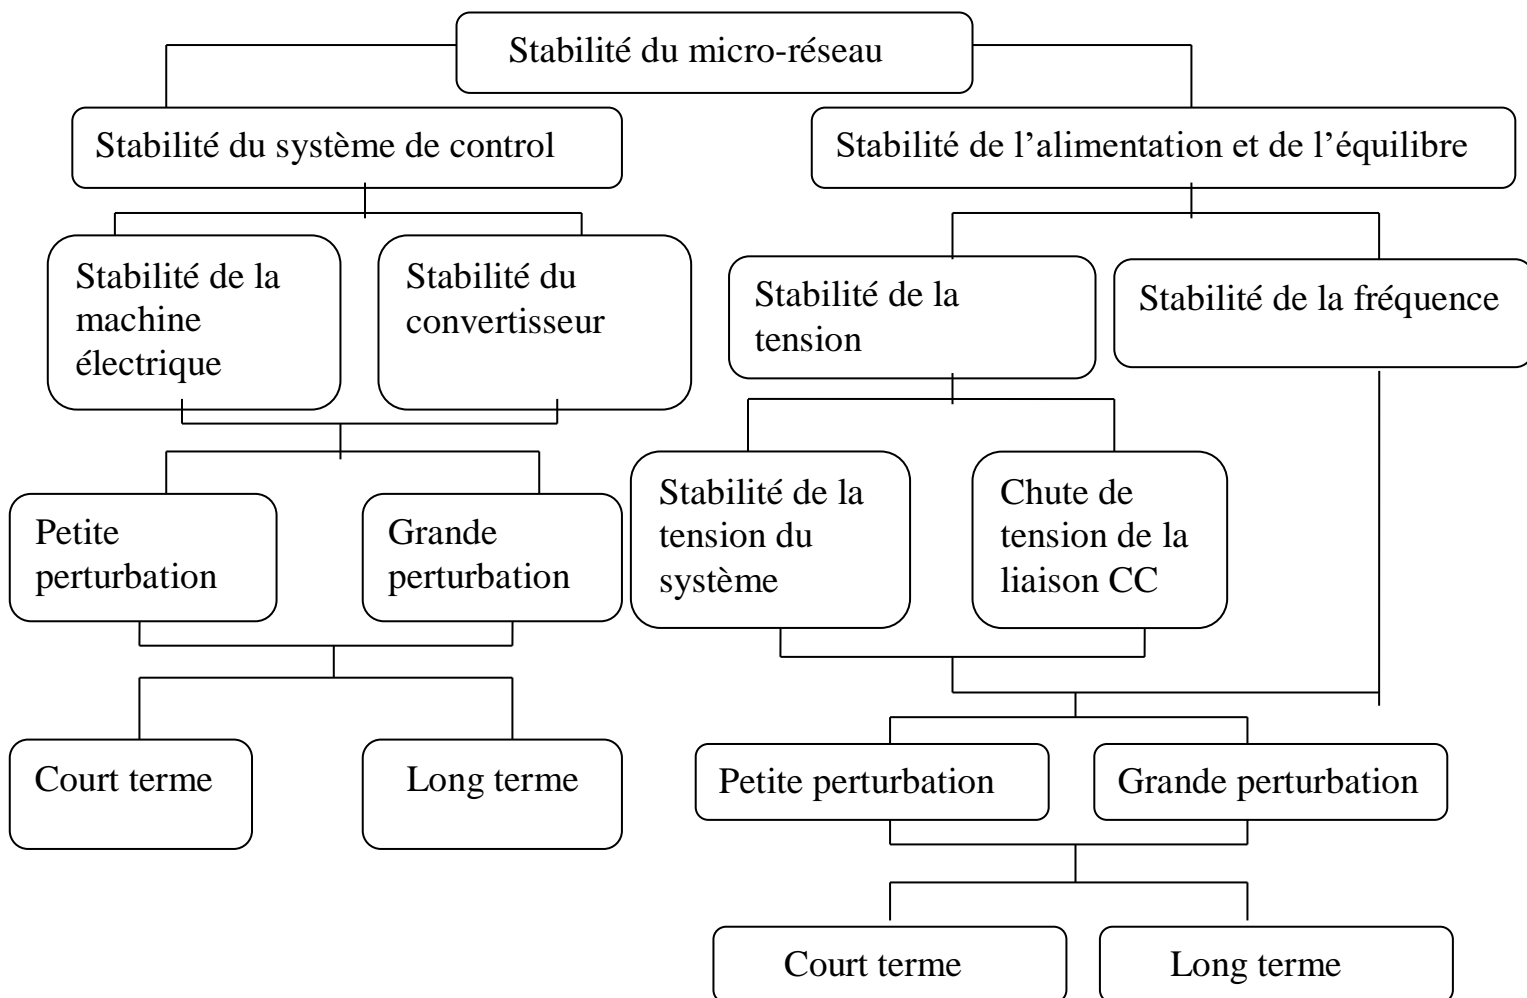 Stabilité du micro-réseau
Stabilité du système de control
Stabilité de l’alimentation et de l’équilibre
Stabilité de la
machine
électrique
Stabilité du
convertisseur
Stabilité de la
tension
Stabilité de la fréquence
Petite
perturbation
Grande
perturbation
Stabilité de la
tension du
système
Chute de
tension de la
liaison CC
Court terme
Long terme
Petite perturbation
Grande perturbation
Court terme
Long terme